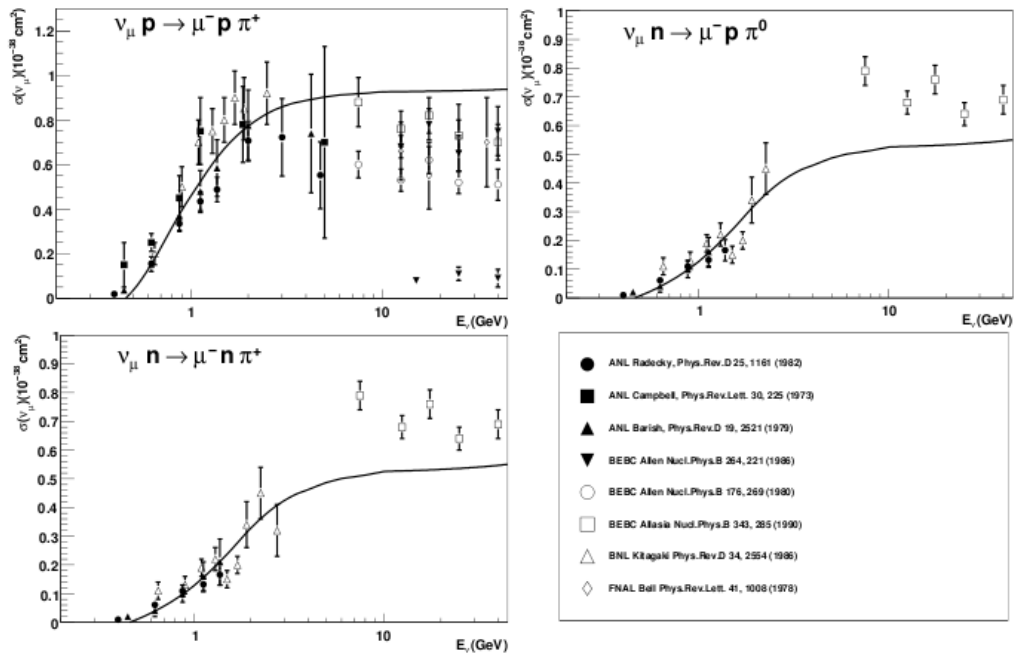 ν_μ p → μ⁻ p π⁺
σ(ν_μ)(10⁻³⁸ cm²)
1.2
1
0.8
0.6
0.4
0.2
0
1
10
E_ν(GeV)
ν_μ n → μ⁻ p π⁰
σ(ν_μ)(10⁻³⁸ cm²)
1
0.9
0.8
0.7
0.6
0.5
0.4
0.3
0.2
0.1
0
1
10
E_ν(GeV)
ν_μ n → μ⁻ n π⁺
σ(ν_μ)(10⁻³⁸ cm²)
1
0.9
0.8
0.7
0.6
0.5
0.4
0.3
0.2
0.1
0
1
10
E_ν(GeV)
ANL Radecky, Phys.Rev.D 25, 1161 (1982)
ANL Campbell, Phys.Rev.Lett. 30, 225 (1973)
ANL Barish, Phys.Rev.D 19, 2521 (1979)
BEBC Allen Nucl.Phys.B 264, 221 (1986)
BEBC Allen Nucl.Phys.B 176, 269 (1980)
BEBC Allasia Nucl.Phys.B 343, 285 (1990)
BNL Kitagaki Phys.Rev.D 34, 2554 (1986)
FNAL Bell Phys.Rev.Lett. 41, 1008 (1978)